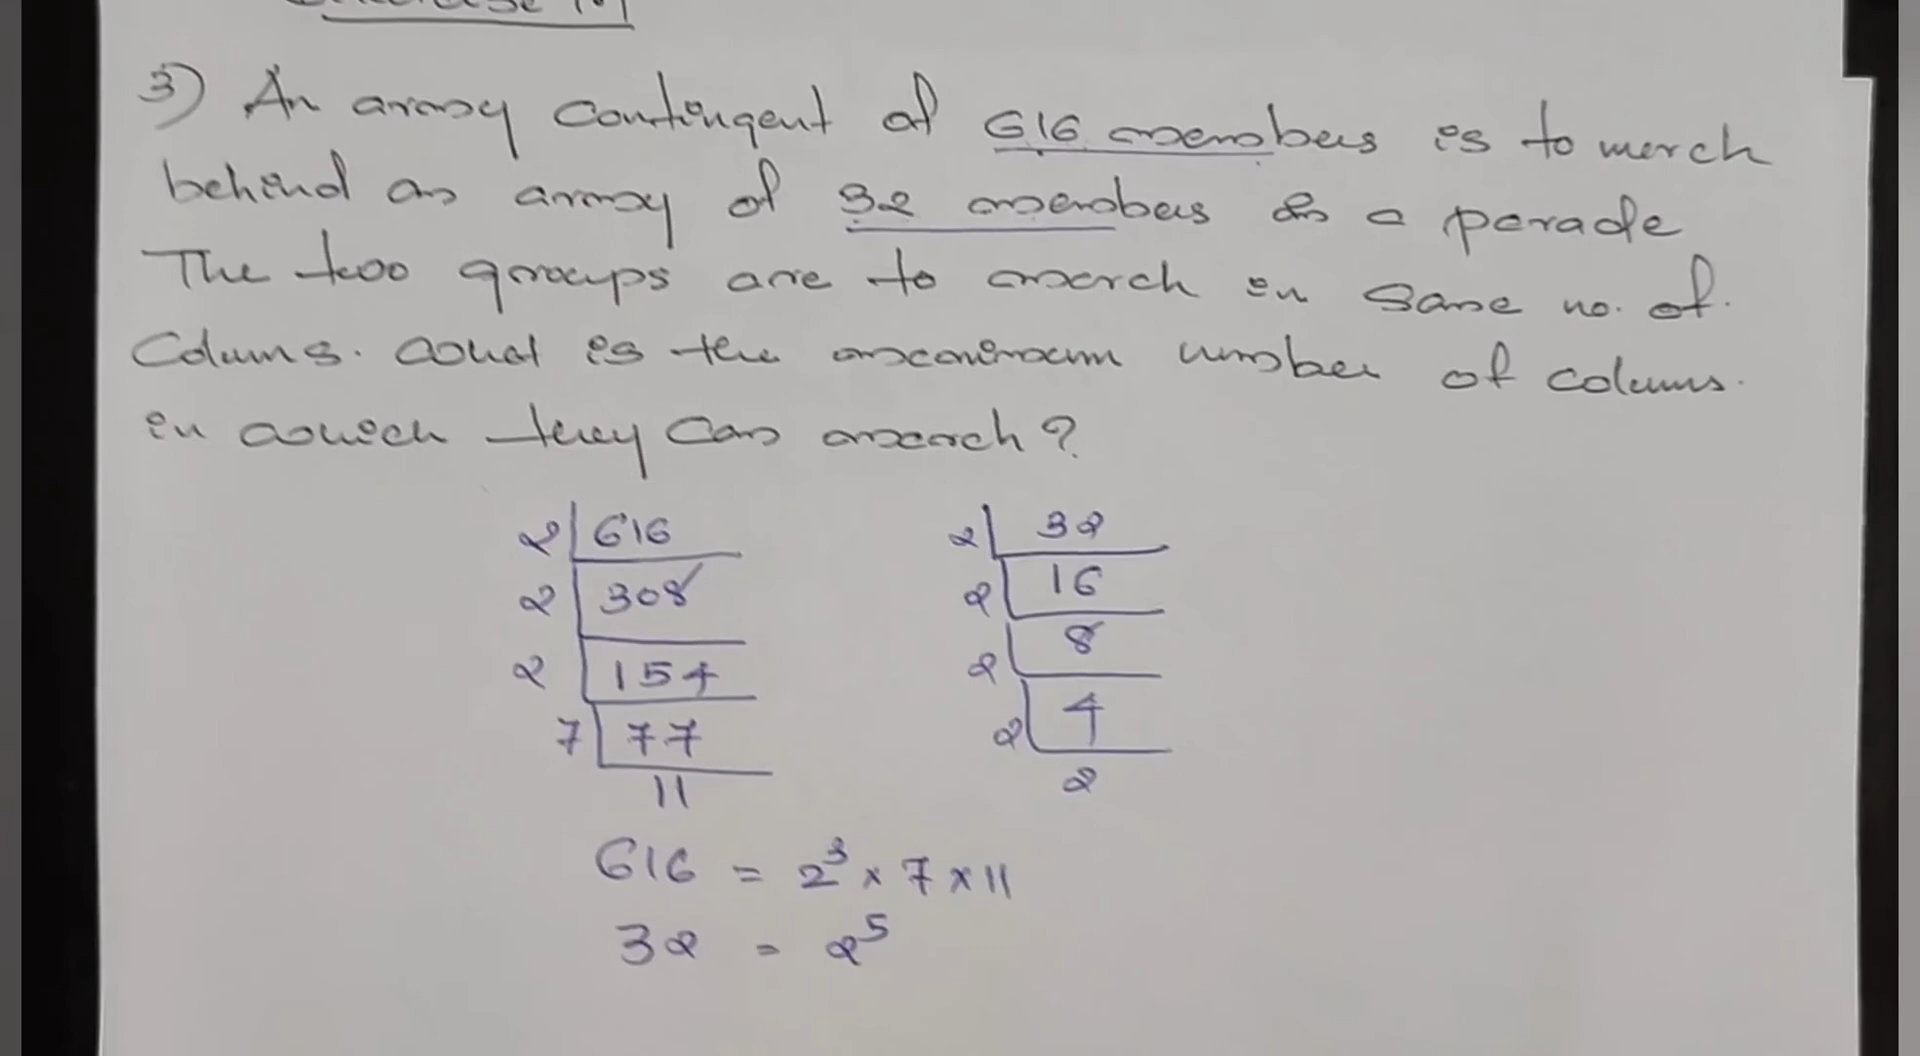 3) An army contingent of 616 members is to march
behind an army of 32 members in a parade
The two groups are to march in same no. of.
Colums. what is the maximum number of colums.
in which they can march?
2 616
2 308
2 154
7 77
11
2 32
2 16
2 8
2 4
2
616 = 2³ × 7 × 11
32 = 2⁵